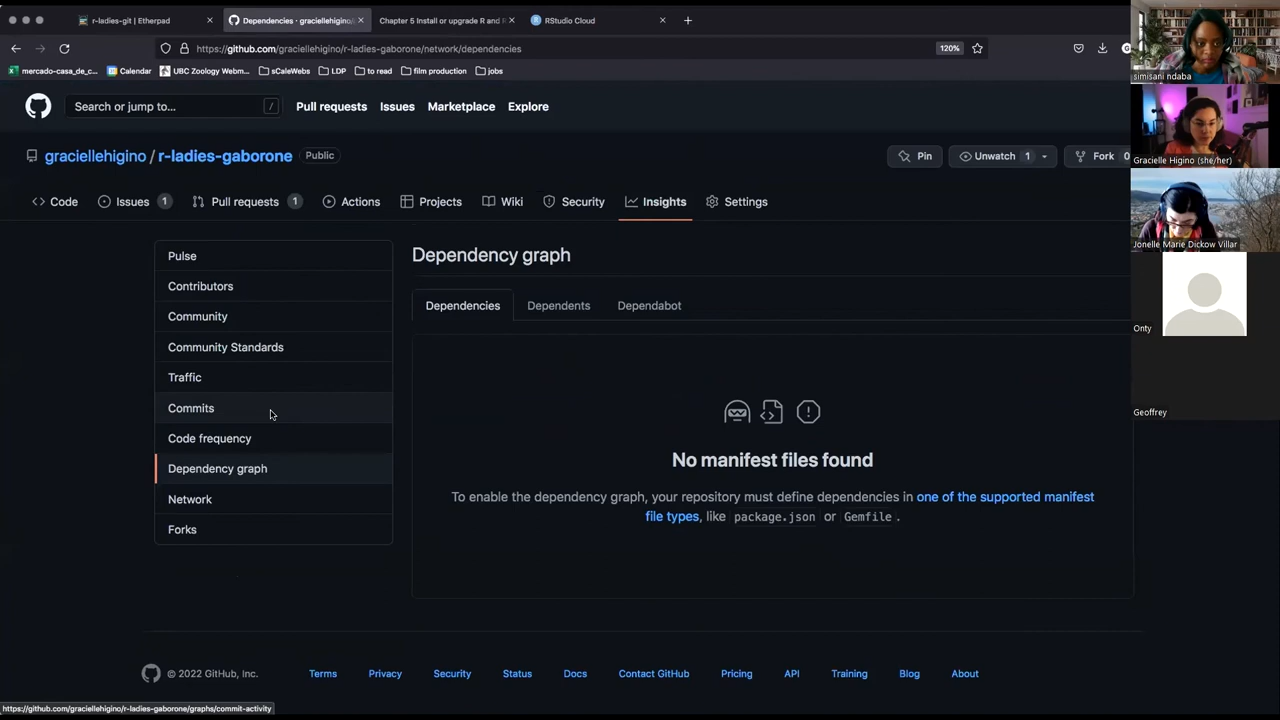 r-ladies-git | Etherpad
Dependencies · graciellehigino/
Chapter 5 Install or upgrade R and R
RStudio Cloud
https://github.com/graciellehigino/r-ladies-gaborone/network/dependencies
120%
mercado-casa_de_c...
Calendar
UBC Zoology Webm...
sCaleWebs
LDP
to read
film production
jobs
Search or jump to...
/
Pull requests
Issues
Marketplace
Explore
graciellehigino / r-ladies-gaborone
Public
Pin
Unwatch 1
Fork 0
Code
Issues 1
Pull requests 1
Actions
Projects
Wiki
Security
Insights
Settings
Pulse
Contributors
Community
Community Standards
Traffic
Commits
Code frequency
Dependency graph
Network
Forks
Dependency graph
Dependencies
Dependents
Dependabot
No manifest files found
To enable the dependency graph, your repository must define dependencies in one of the supported manifest
file types, like package.json or Gemfile .
© 2022 GitHub, Inc.
Terms
Privacy
Security
Status
Docs
Contact GitHub
Pricing
API
Training
Blog
About
https://github.com/graciellehigino/r-ladies-gaborone/graphs/commit-activity
simisani ndaba
Gracielle Higino (she/her)
Jonelle Marie Dickow Villar
Onty
Geoffrey